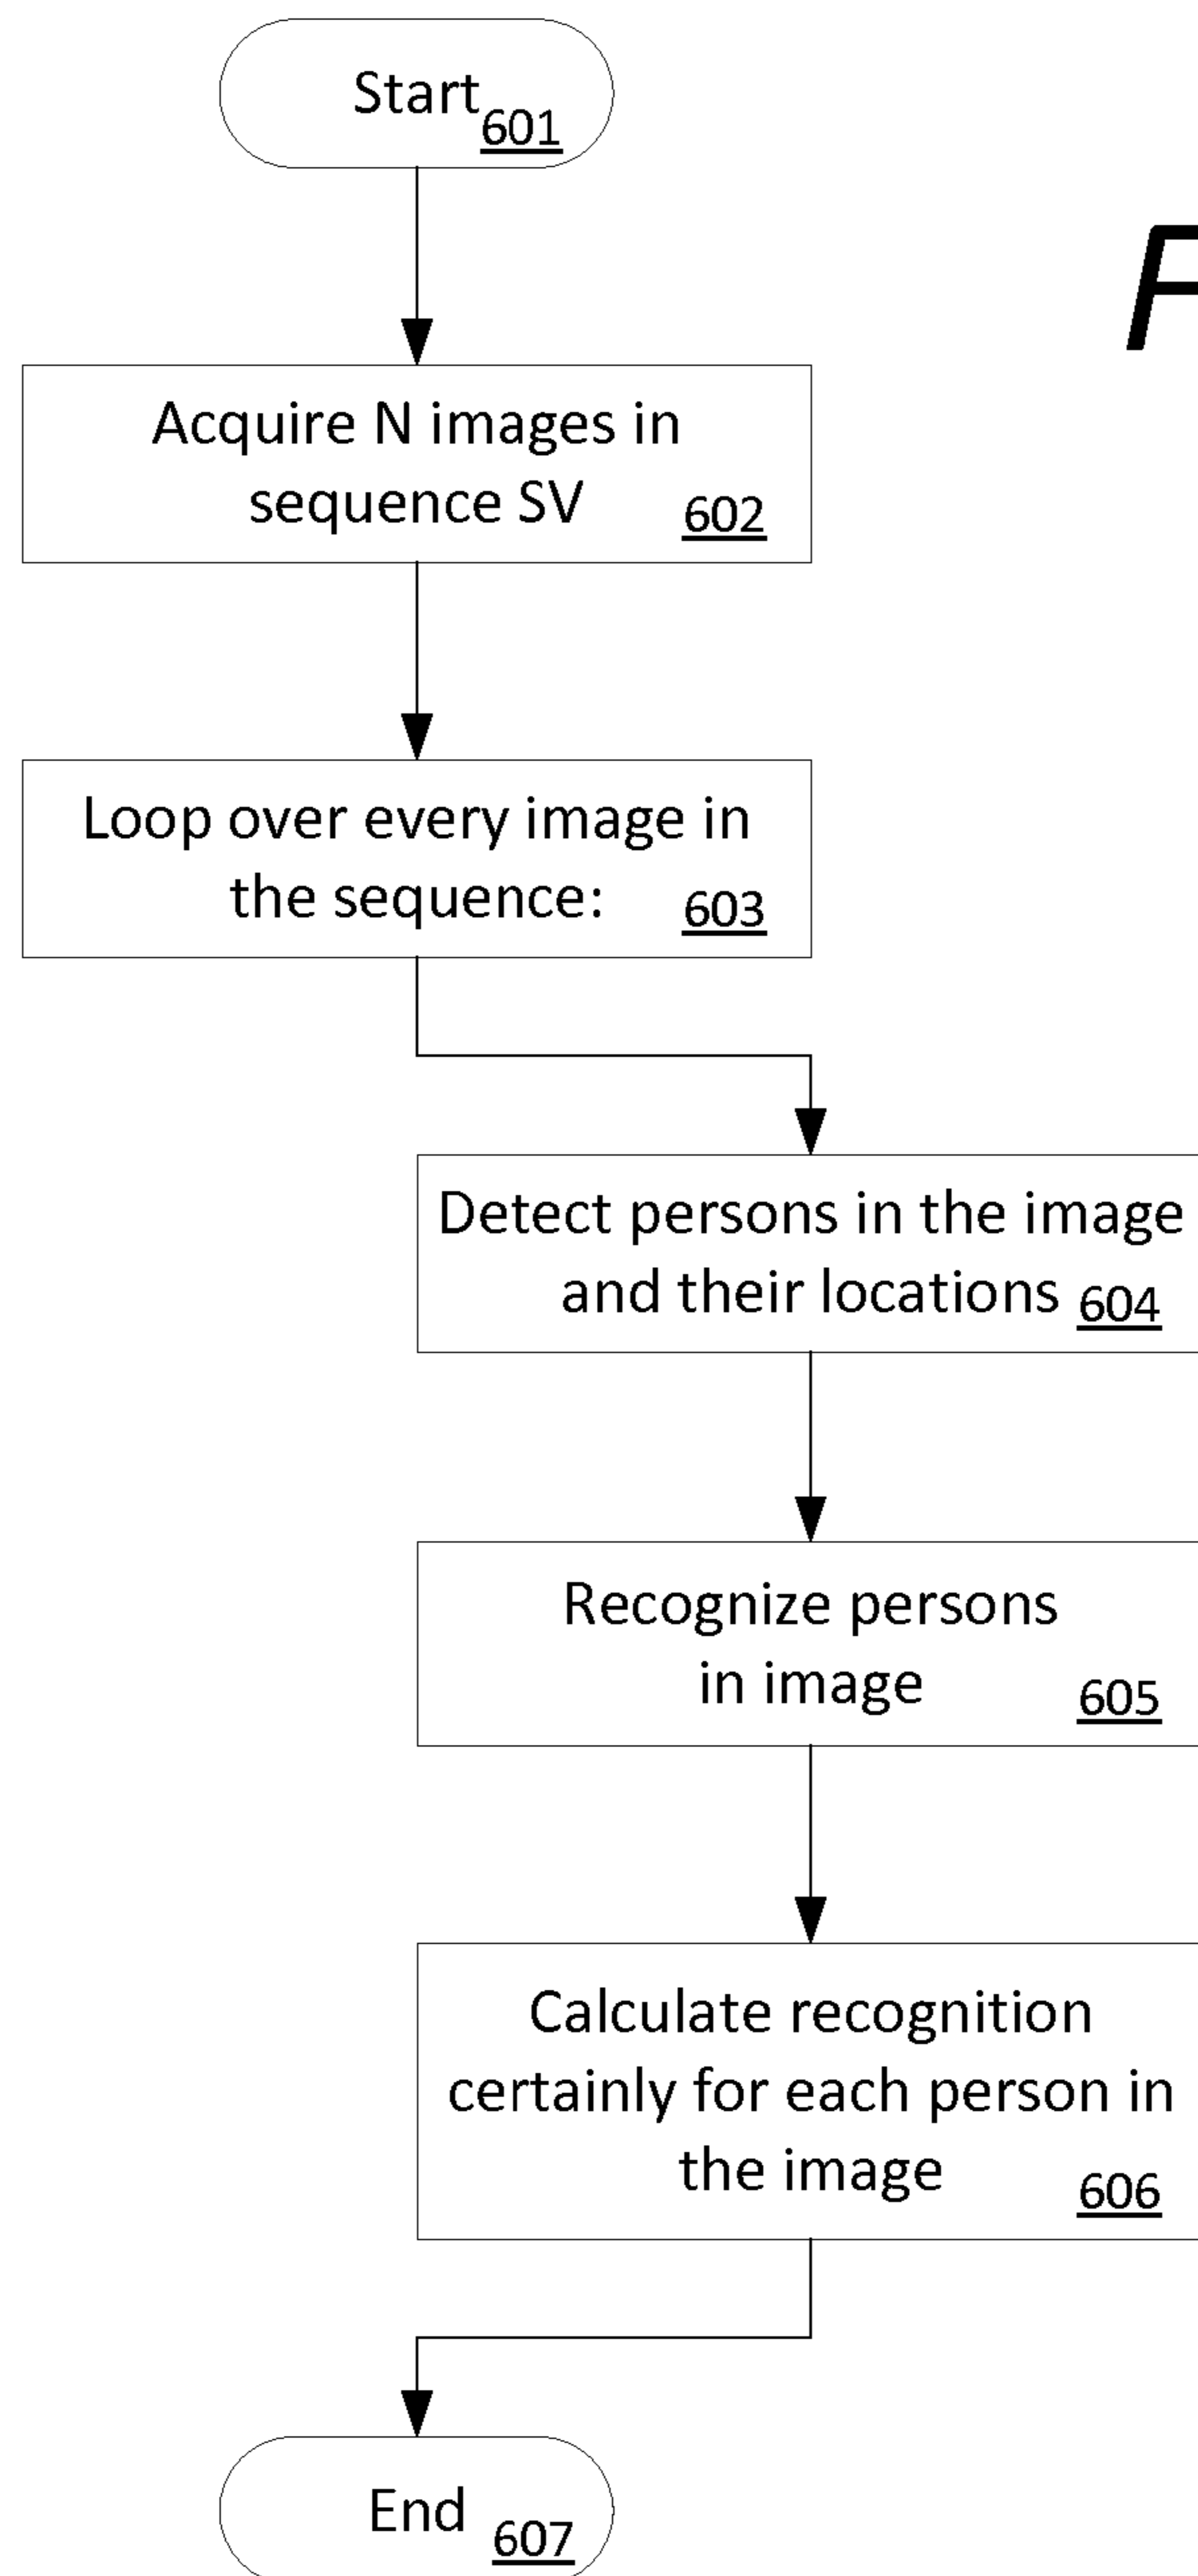 Start 601
F
Acquire N images in
sequence SV 602
Loop over every image in
the sequence: 603
Detect persons in the image
and their locations 604
Recognize persons
in image 605
Calculate recognition
certainly for each person in
the image 606
End 607